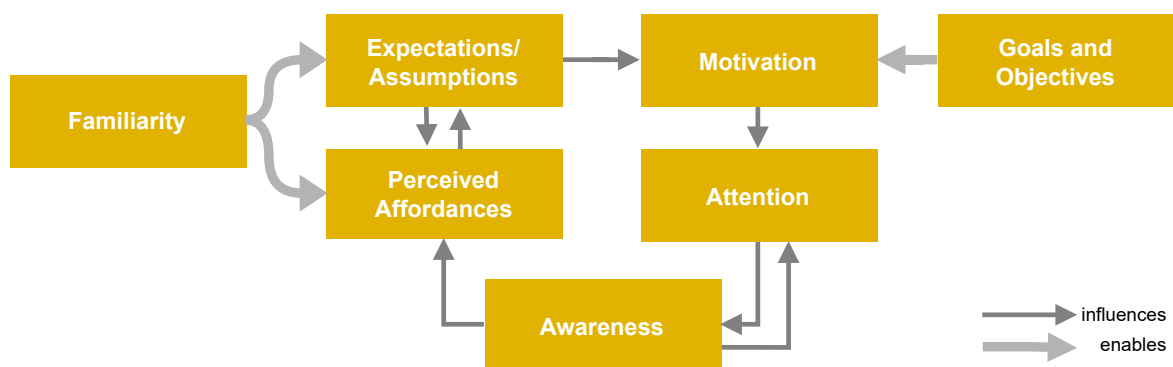 Expectations/
Assumptions
Motivation
Goals and
Objectives
Familiarity
Perceived
Affordances
Attention
Awareness
influences
enables